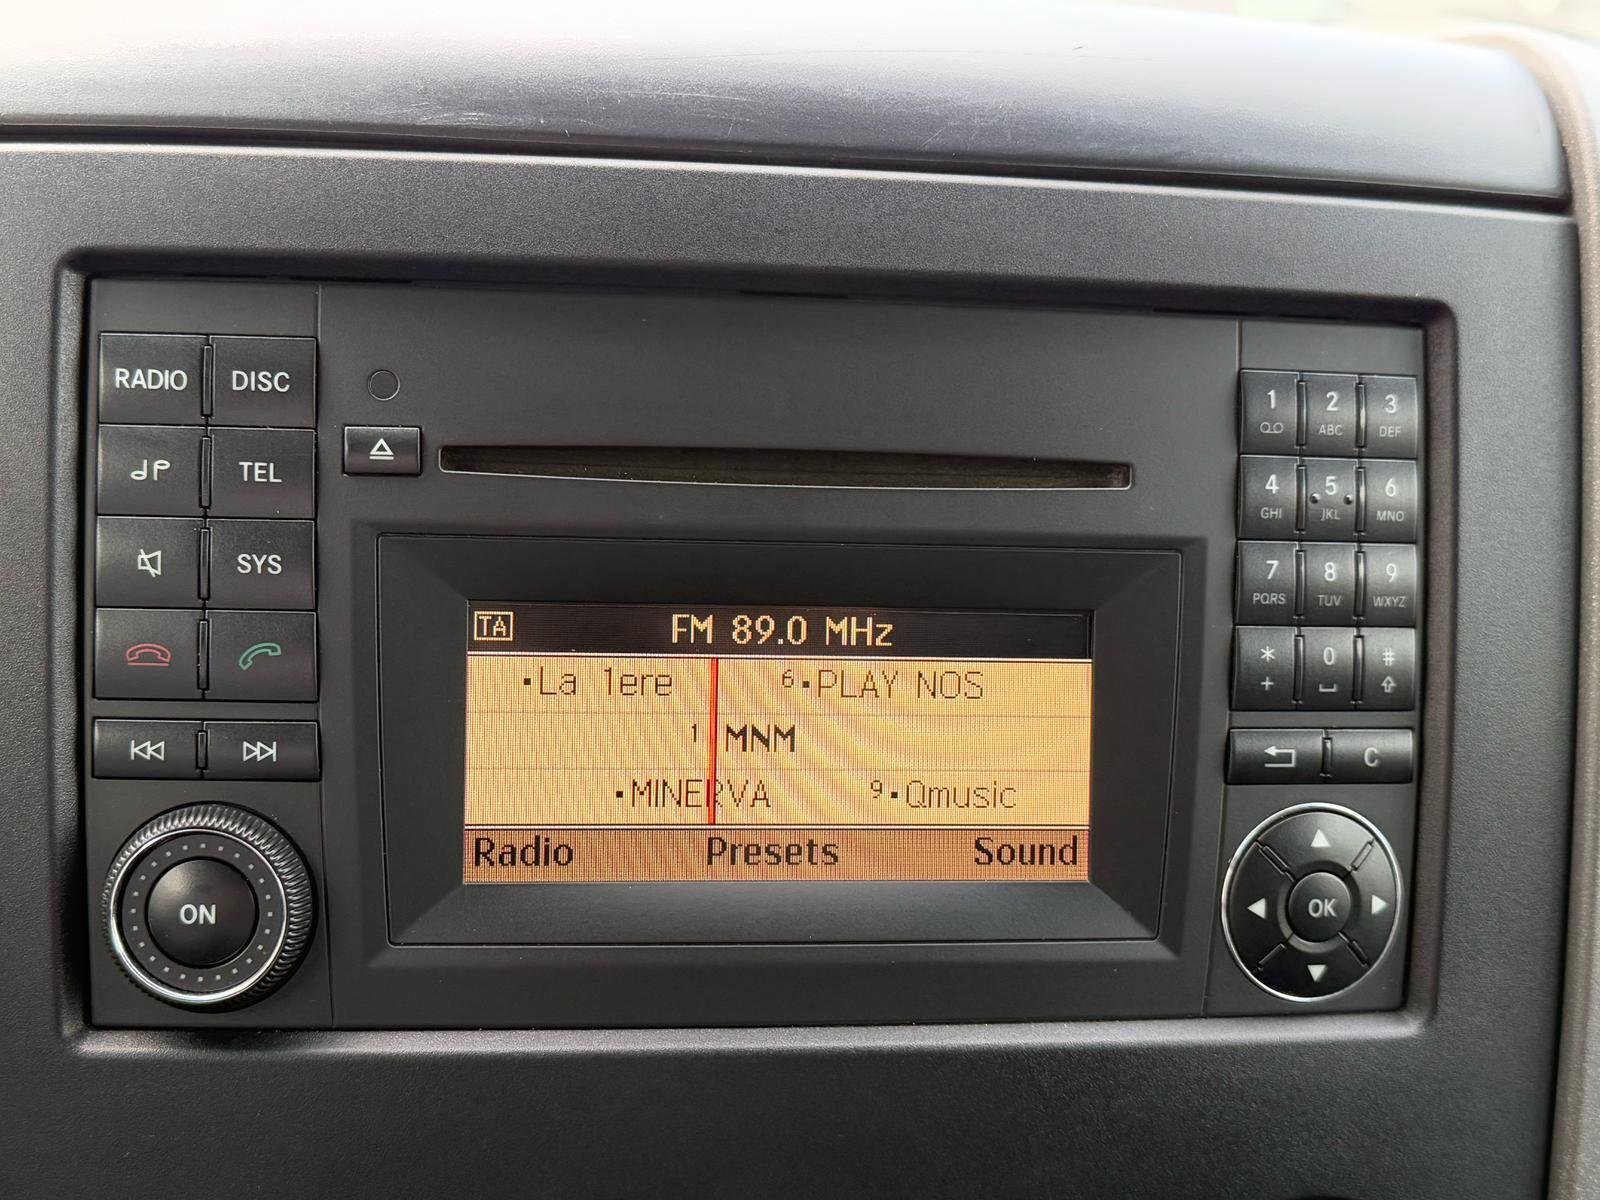 RADIO DISC
TEL
SYS
ON
TA FM 89.0 MHz
La 1ere 6 PLAY NOS
1 MNM
MINERVA 9 Qmusic
Radio Presets Sound
1 2 3
ABC DEF
4 5 6
GHI JKL MNO
7 8 9
PQRS TUV WXYZ
* 0 #
+
C
OK